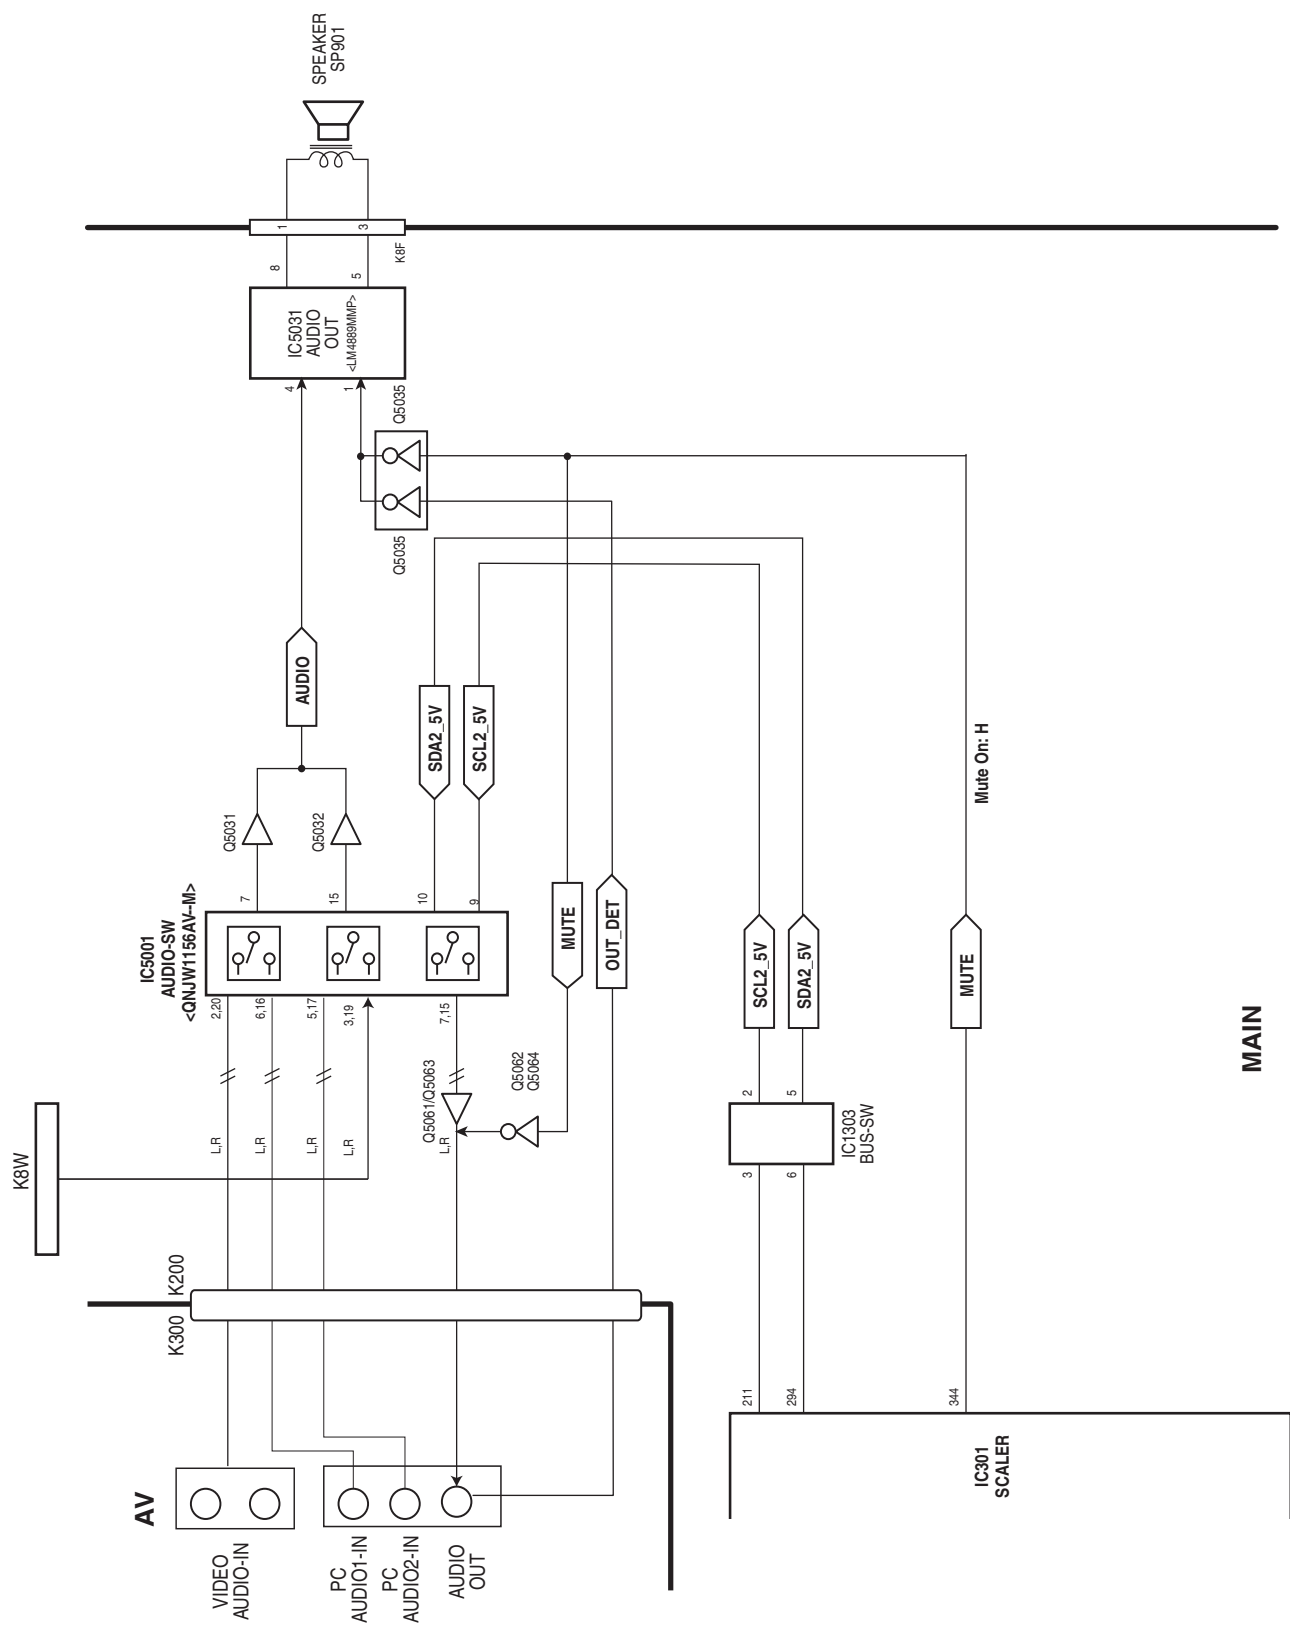 SPEAKER
SP901
1
3
K8F
8
5
IC5031
AUDIO
OUT
<LM4889MMP>
4
1
Q5035
Q5035
AUDIO
SDA2_5V
SCL2_5V
Q5031
Q5032
7
15
10
9
IC5001
AUDIO-SW
<QNJW1156AV--M>
2,20
6,16
5,17
3,19
7,15
MUTE
OUT_DET
Mute On: H
SCL2_5V
SDA2_5V
MUTE
L,R
L,R
L,R
L,R
Q5061/Q5063
L,R
Q5062
Q5064
K8W
2
5
IC1303
BUS-SW
3
6
MAIN
K200
K300
211
294
344
IC301
SCALER
AV
VIDEO
AUDIO-IN
PC
AUDIO1-IN
PC
AUDIO2-IN
AUDIO
OUT